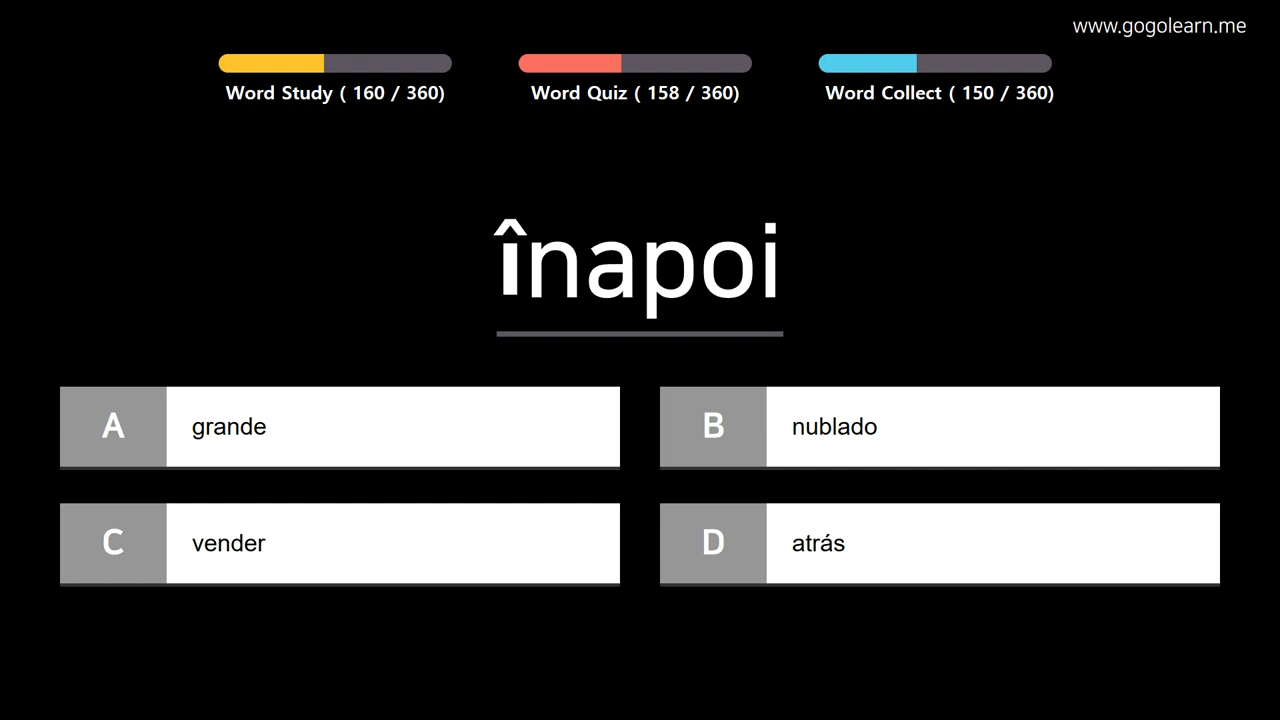 www.gogolearn.me
Word Study ( 160 / 360)
Word Quiz ( 158 / 360)
Word Collect ( 150 / 360)
înapoi
A grande
B nublado
C vender
D atrás